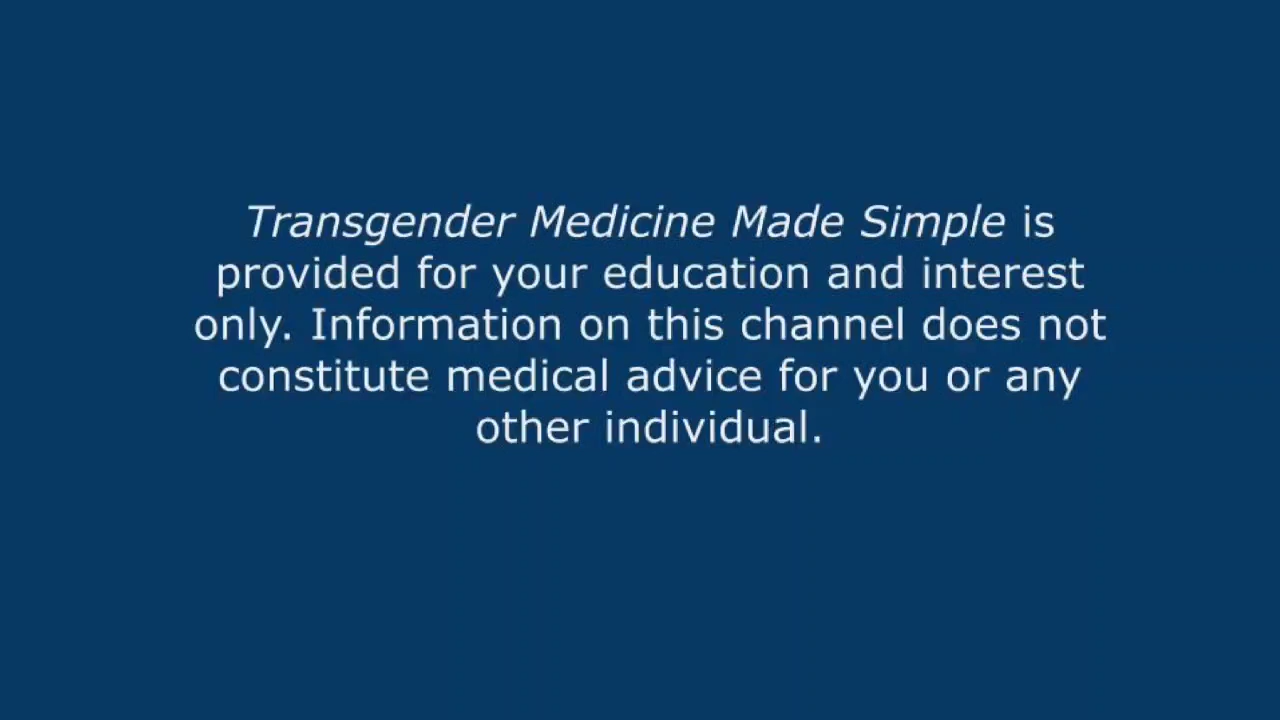 Transgender Medicine Made Simple is
provided for your education and interest
only. Information on this channel does not
constitute medical advice for you or any
other individual.